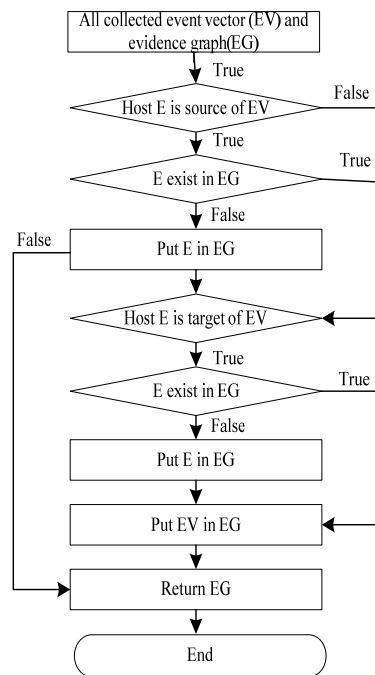 All collected event vector (EV) and
evidence graph(EG)
True
Host E is source of EV
False
True
E exist in EG
True
False
False
Put E in EG
Host E is target of EV
True
E exist in EG
True
False
Put E in EG
Put EV in EG
Return EG
End